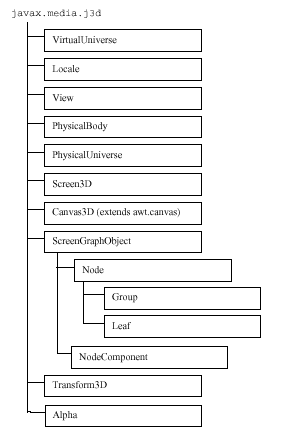 javax.media.j3d
VirtualUniverse
Locale
View
PhysicalBody
PhysicalUniverse
Screen3D
Canvas3D (extends awt.canvas)
ScreenGraphObject
Node
Group
Leaf
NodeComponent
Transform3D
Alpha